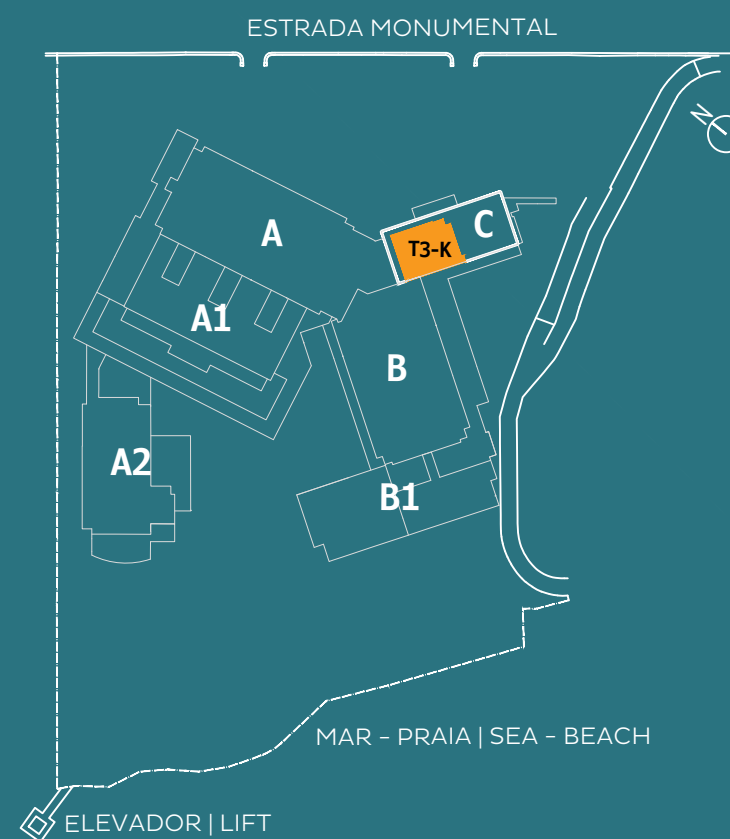 ESTRADA MONUMENTAL
N
A
C
T3-K
A1
B
A2
B1
MAR - PRAIA | SEA - BEACH
ELEVADOR | LIFT